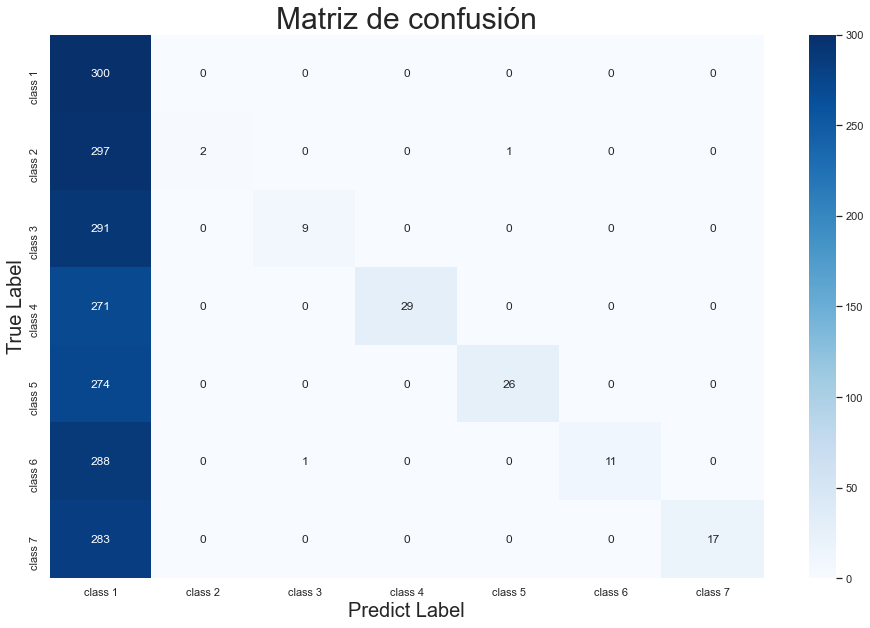 Matriz de confusión
True Label
class 1 300 0 0 0 0 0 0
class 2 297 2 0 0 1 0 0
class 3 291 0 9 0 0 0 0
class 4 271 0 0 29 0 0 0
class 5 274 0 0 0 26 0 0
class 6 288 0 1 0 0 11 0
class 7 283 0 0 0 0 0 17
class 1 class 2 class 3 class 4 class 5 class 6 class 7
Predict Label
300
250
200
150
100
50
0